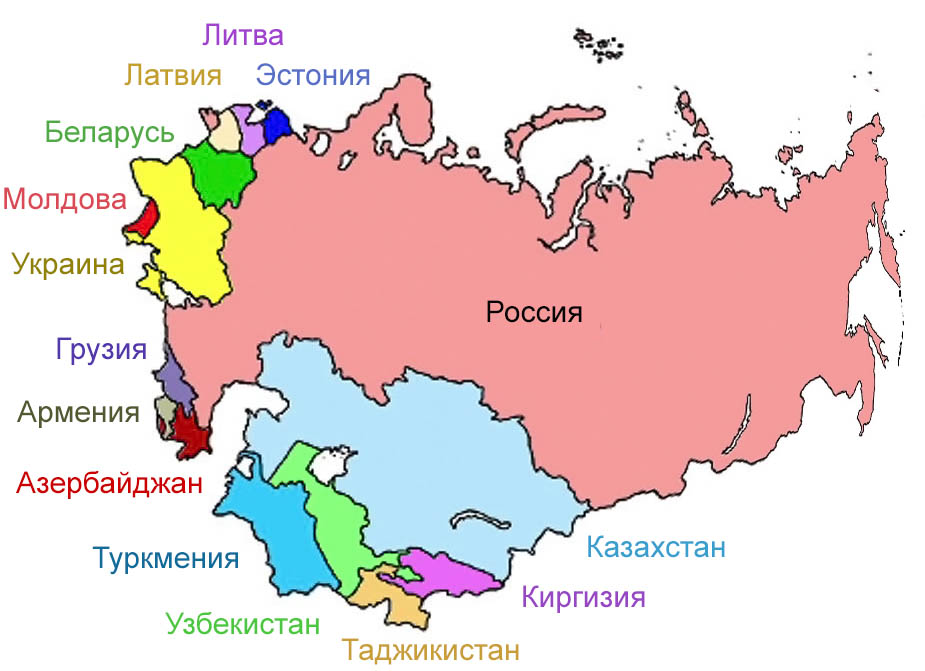 Литва
Латвия
Эстония
Беларусь
Молдова
Украина
Россия
Грузия
Армения
Азербайджан
Туркмения
Казахстан
Киргизия
Узбекистан
Таджикистан